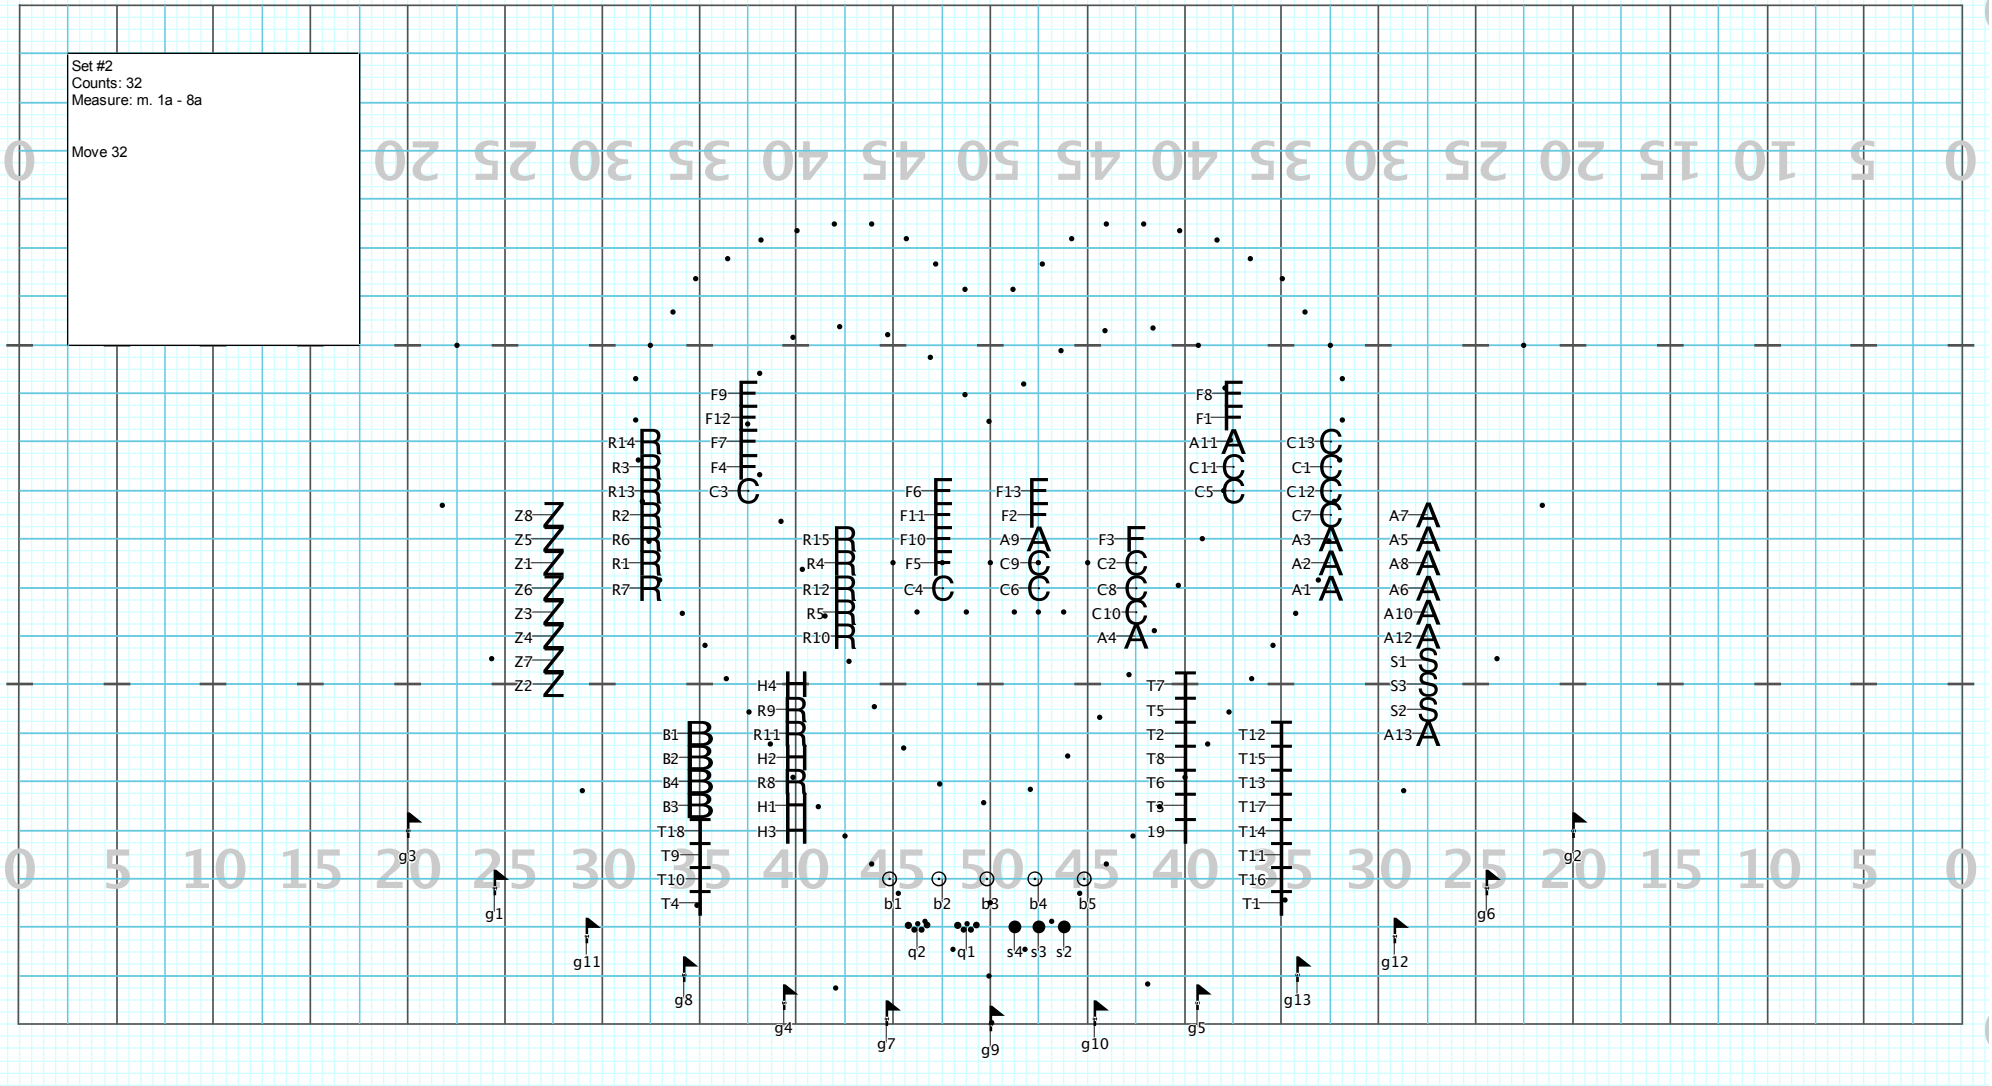 Set #2
Counts: 32
Measure: m. 1a - 8a
Move 32
0 20 25 30 35 40 45 50 45 40 35 30 25 20 15 10 5 0
F9 F8
F12 F1
R14 F7 A11 C13
R3 F4 C11 C1
R13 C3 F6 F13 C5 C12
Z8 R2 F11 F2 C7 A7
Z5 R6 R15 F10 A9 F3 A3 A5
Z1 R1 R4 F5 C9 C2 A2 A8
Z6 R7 R12 C4 C6 C8 A1 A6
Z3 R5 C10 A10
Z4 R10 A4 A12
Z7 S1
Z2 H4 T7 S3
R9 T5 S2
B1 R11 T2 T12 A13
B2 H2 T8 T15
B4 R8 T6 T13
B3 H1 T3 T17
T18 H3 19 T14
g3 T9 T11 g2
0 5 10 15 20 25 30 35 40 45 50 45 40 35 30 25 20 15 10 5 0
T10 T16
g1 T4 b1 b2 b3 b4 b5 T1 g6
g11 q2 q1 s4 s3 s2 g12
g8 g13
g4 g5
g7 g9 g10
F F
F F
B F A C
B F C C
B C F F C C
Z B F F C A
Z B B F A F A A
Z B B F C C A A
Z B B C C C A A
Z B C A
Z B A A
Z S
Z H T S
B T S
B B T T A
B H T T
B B T T
B H T T
T H T T
T T
T T
T T